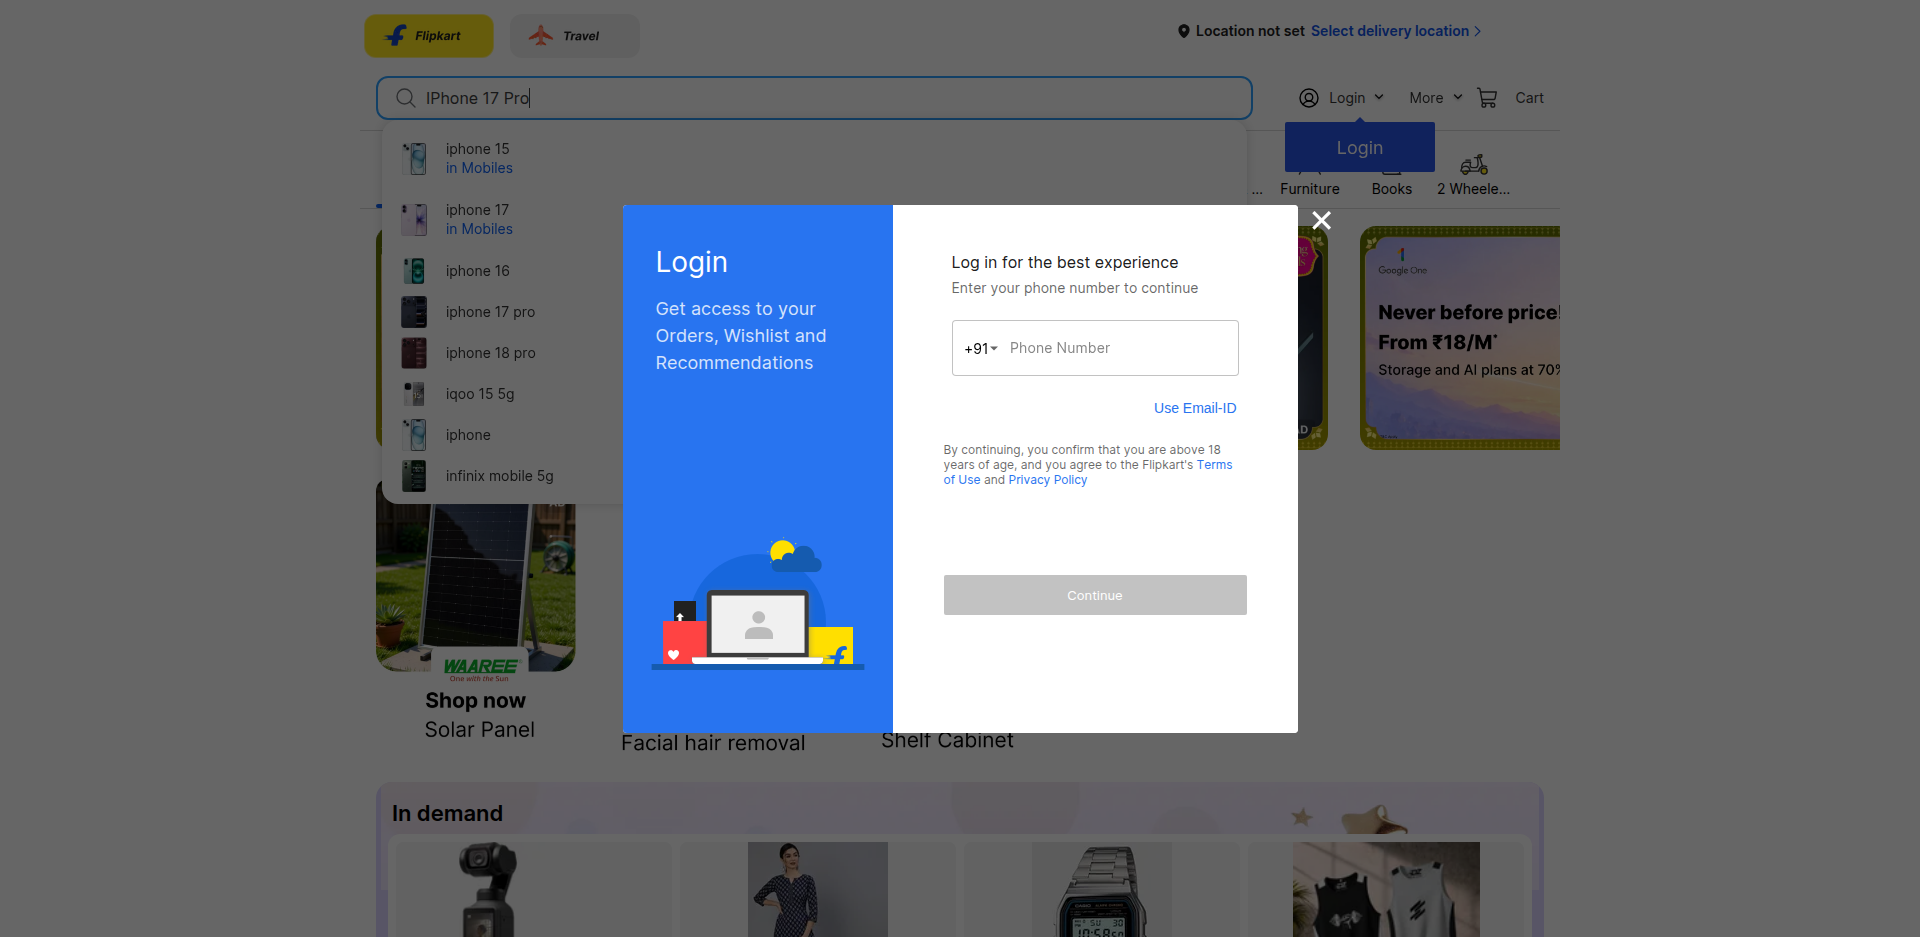 Flipkart
Travel
Location not set Select delivery location
IPhone 17 Pro
Login
More
Cart
Login
iphone 15
in Mobiles
iphone 17
in Mobiles
iphone 16
iphone 17 pro
iphone 18 pro
iqoo 15 5g
iphone
infinix mobile 5g
...
Furniture
Books
2 Wheele...
Login
Get access to your
Orders, Wishlist and
Recommendations
Log in for the best experience
Enter your phone number to continue
+91
Phone Number
Use Email-ID
By continuing, you confirm that you are above 18
years of age, and you agree to the Flipkart's Terms
of Use and Privacy Policy
Continue
Google One
Never before price!
From ₹18/M*
Storage and AI plans at 70%
WAAREE
One with the Sun
Shop now
Solar Panel
Facial hair removal
Shelf Cabinet
In demand
CASIO
10:58